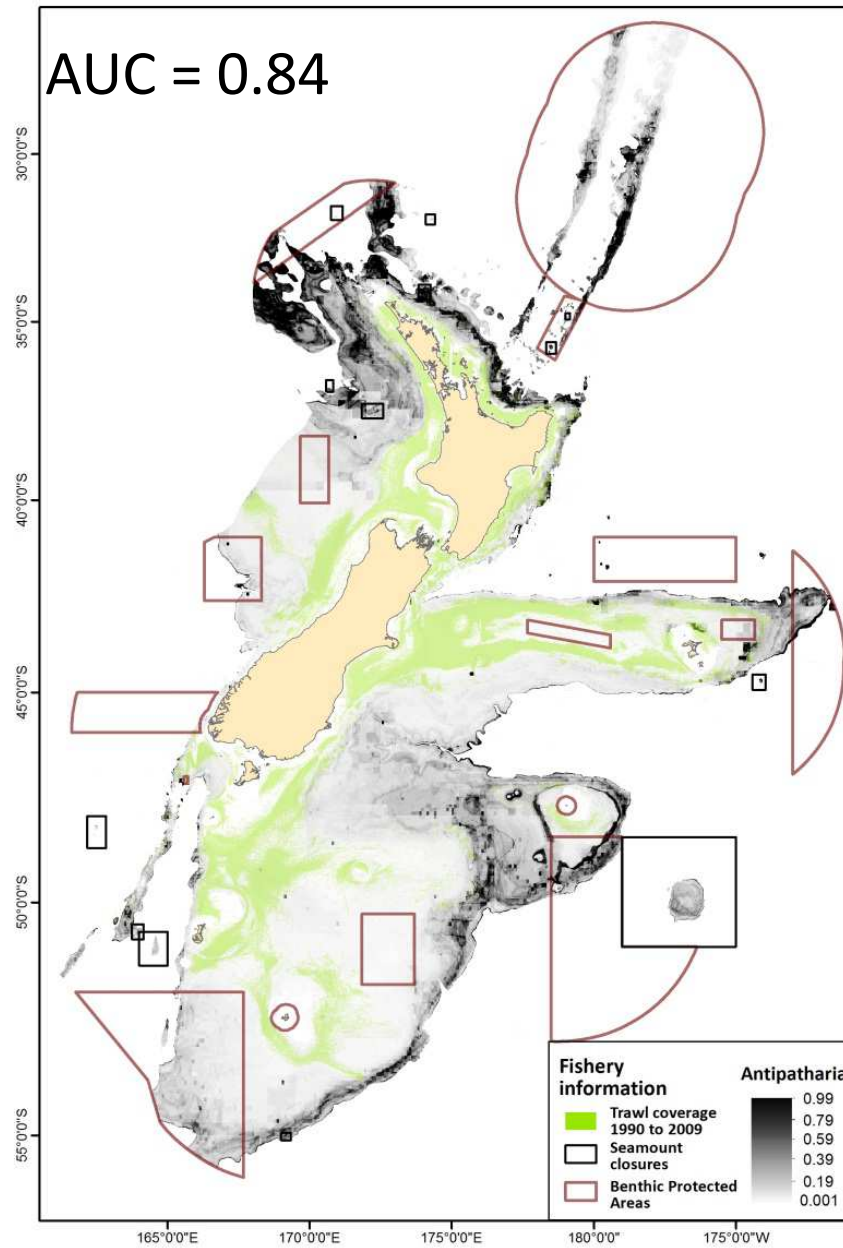 AUC = 0.84
30°0'0"S
35°0'0"S
40°0'0"S
45°0'0"S
50°0'0"S
55°0'0"S
165°0'0"E
170°0'0"E
175°0'0"E
180°0'0"
175°0'0"W
Fishery
information
Trawl coverage
1990 to 2009
Seamount
closures
Benthic Protected
Areas
Antipatharia
0.99
0.79
0.59
0.39
0.19
0.001